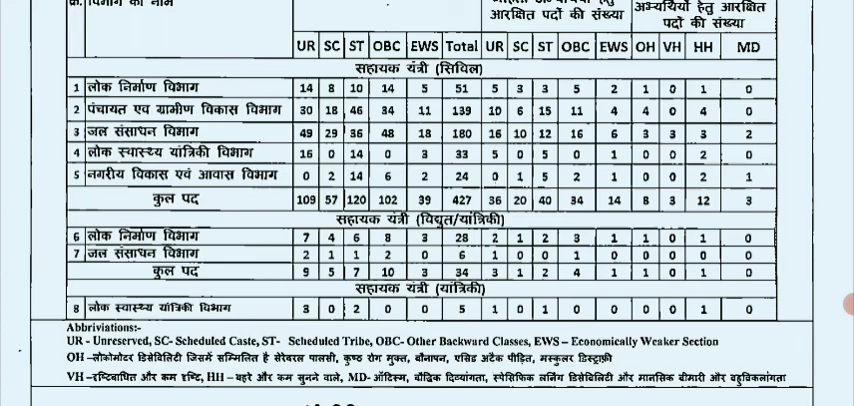 क्र. विभाग का नाम
आरक्षित पदों की संख्या अभ्यर्थियों हेतु आरक्षित
पदों की संख्या
UR SC ST OBC EWS Total UR SC ST OBC EWS OH VH HH MD
सहायक यंत्री (सिविल)
1 लोक निर्माण विभाग 14 8 10 14 5 51 5 3 3 5 2 1 0 1 0
2 पंचायत एव ग्रामीण विकास विभाग 30 18 46 34 11 139 10 6 15 11 4 4 0 4 0
3 जल संसाधन विभाग 49 29 36 48 18 180 16 10 12 16 6 3 3 3 2
4 लोक स्वास्थ्य यांत्रिकी विभाग 16 0 14 0 3 33 5 0 5 0 1 0 0 2 0
5 नगरीय विकास एवं आवास विभाग 0 2 14 6 2 24 0 1 5 2 1 0 0 2 1
कुल पद 109 57 120 102 39 427 36 20 40 34 14 8 3 12 3
सहायक यंत्री (विद्युत/यांत्रिकी)
6 लोक निर्माण विभाग 7 4 6 8 3 28 2 1 2 3 1 1 0 1 0
7 जल संसाधन विभाग 2 1 1 2 0 6 1 0 0 1 0 0 0 0 0
कुल पद 9 5 7 10 3 34 3 1 2 4 1 1 0 1 0
सहायक यंत्री (यांत्रिकी)
8 लोक स्वास्थ्य यांत्रिकी विभाग 3 0 2 0 0 5 1 0 1 0 0 0 0 1 0
Abbriviations:-
UR - Unreserved, SC- Scheduled Caste, ST- Scheduled Tribe, OBC- Other Backward Classes, EWS – Economically Weaker Section
OH –लोकोमोटर डिसेबिलिटी जिसमें सम्मिलित है सेरेबरल पालसी, कुष्ठ रोग मुक्त, बौनापन, एसिड अटैक पीड़ित, मस्कुलर डिस्ट्राफ़ी
VH –दृष्टिबाधित और कम दृष्टि, HH – बहरे और कम सुनने वाले, MD- ऑटिस्म, बौद्धिक दिव्यांगता, स्पेसिफिक लर्निंग डिसेबिलिटी और मानसिक बीमारी और बहुविकलांगता